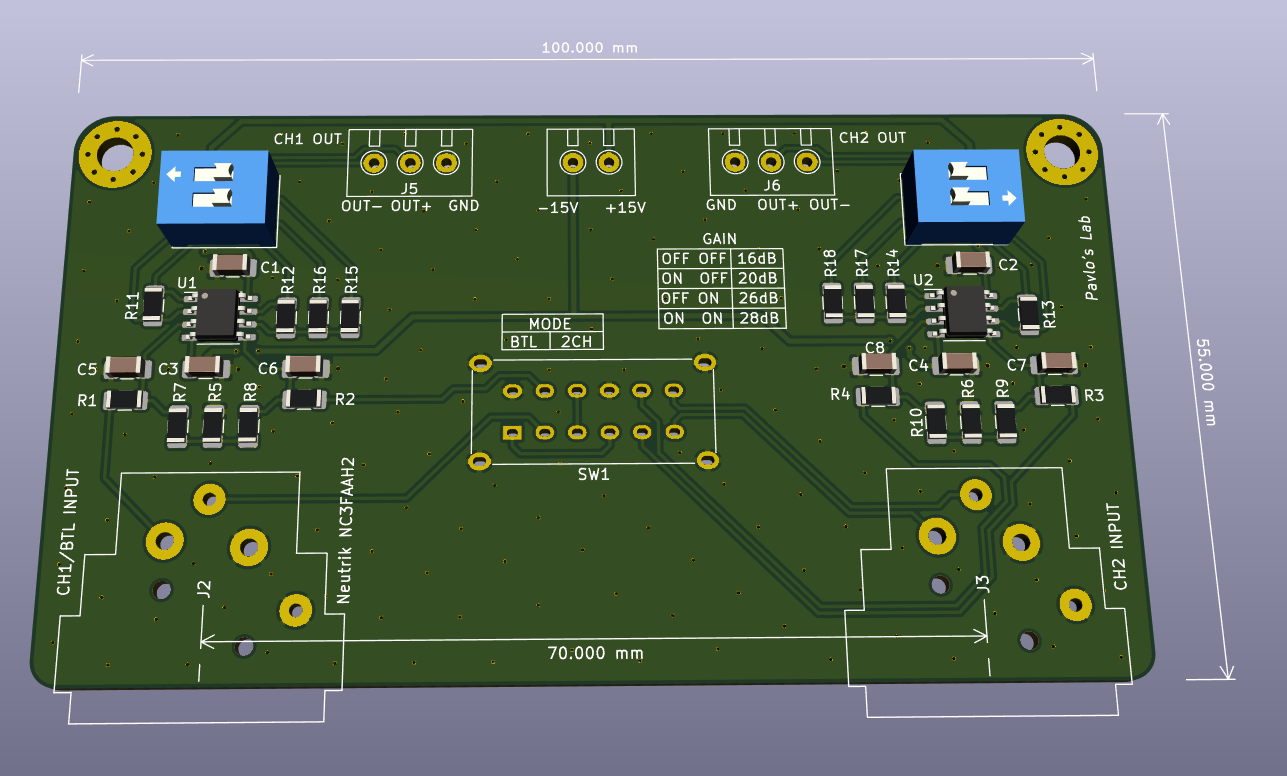 100.000 mm
CH1 OUT
J5
OUT- OUT+ GND
-15V +15V
CH2 OUT
J6
GND OUT+ OUT-
GAIN
OFF OFF 16dB
ON OFF 20dB
OFF ON 26dB
ON ON 28dB
Pavlo's Lab
55.000 mm
C1
U1
R11
R12
R16
R15
R18
R17
R14
C2
U2
R13
MODE
BTL 2CH
C5
C3
C6
R1
R7
R5
R8
R2
C8
C4
C7
R4
R10
R6
R9
R3
SW1
CH1/BTL INPUT
J2
Neutrik NC3FAAH2
J3
CH2 INPUT
70.000 mm